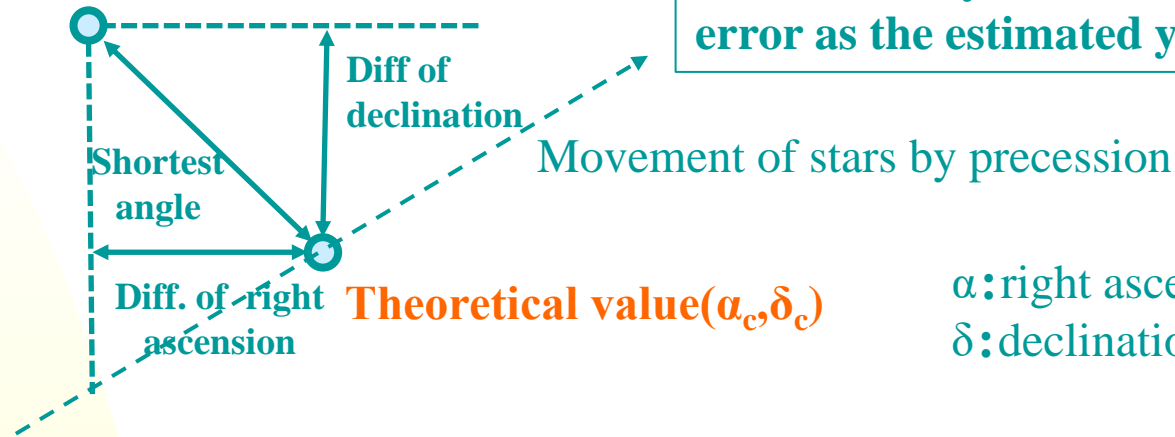 error as the estimated y
Diff of
declination
Movement of stars by precession
Shortest
angle
Diff. of right
ascension
Theoretical value(αc,δc)
α:right asce
δ:declinatio